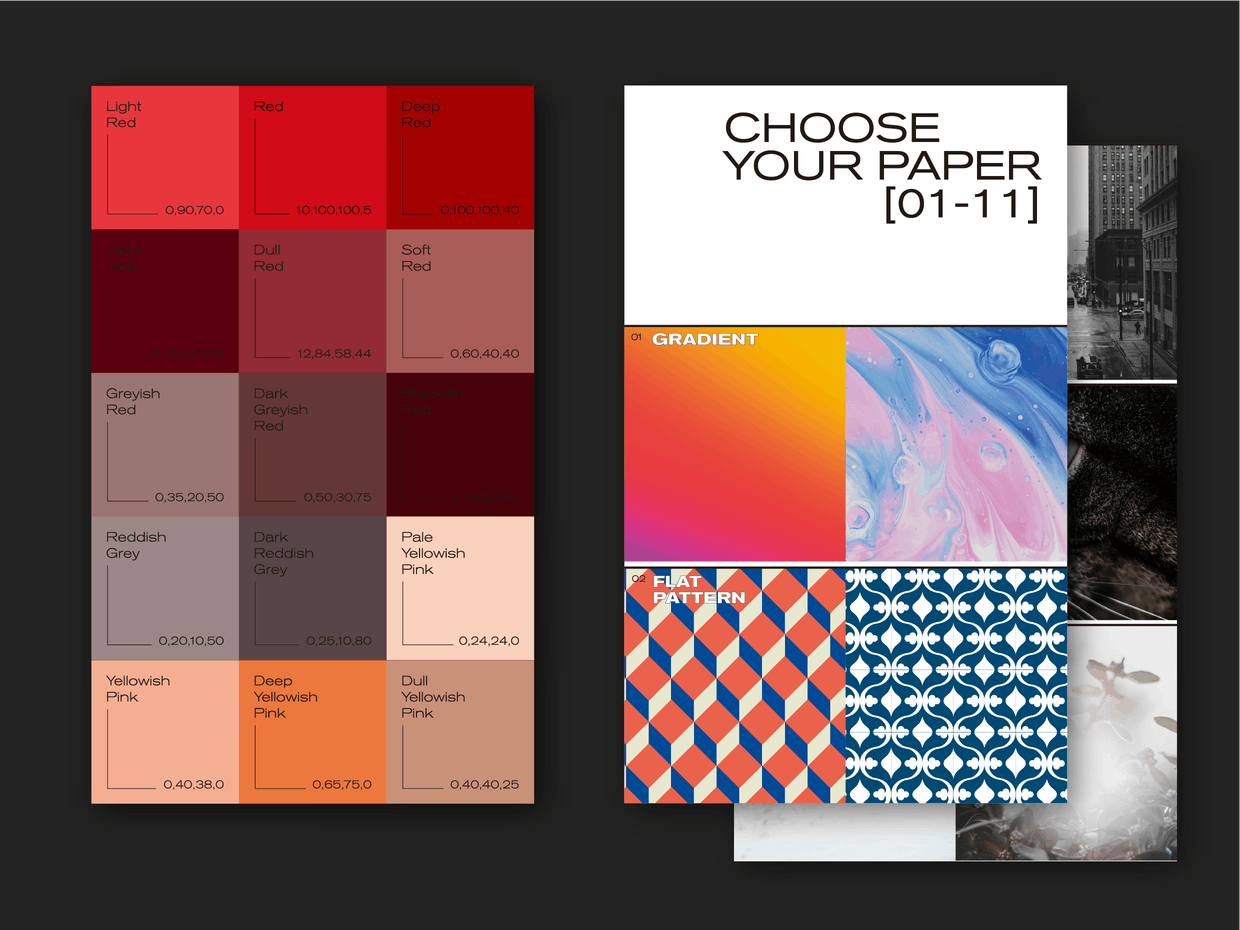 Light
Red
0,90,70,0
Red
10,100,100,5
Deep
Red
0,100,100,40
Red
Dull
Red
12,84,58,44
Soft
Red
0,60,40,40
Greyish
Red
0,35,20,50
Dark
Greyish
Red
0,50,30,75
Red
Reddish
Grey
0,20,10,50
Dark
Reddish
Grey
0,25,10,80
Pale
Yellowish
Pink
0,24,24,0
Yellowish
Pink
0,40,38,0
Deep
Yellowish
Pink
0,65,75,0
Dull
Yellowish
Pink
0,40,40,25
CHOOSE
YOUR PAPER
[01-11]
01 GRADIENT
02 FLAT
PATTERN